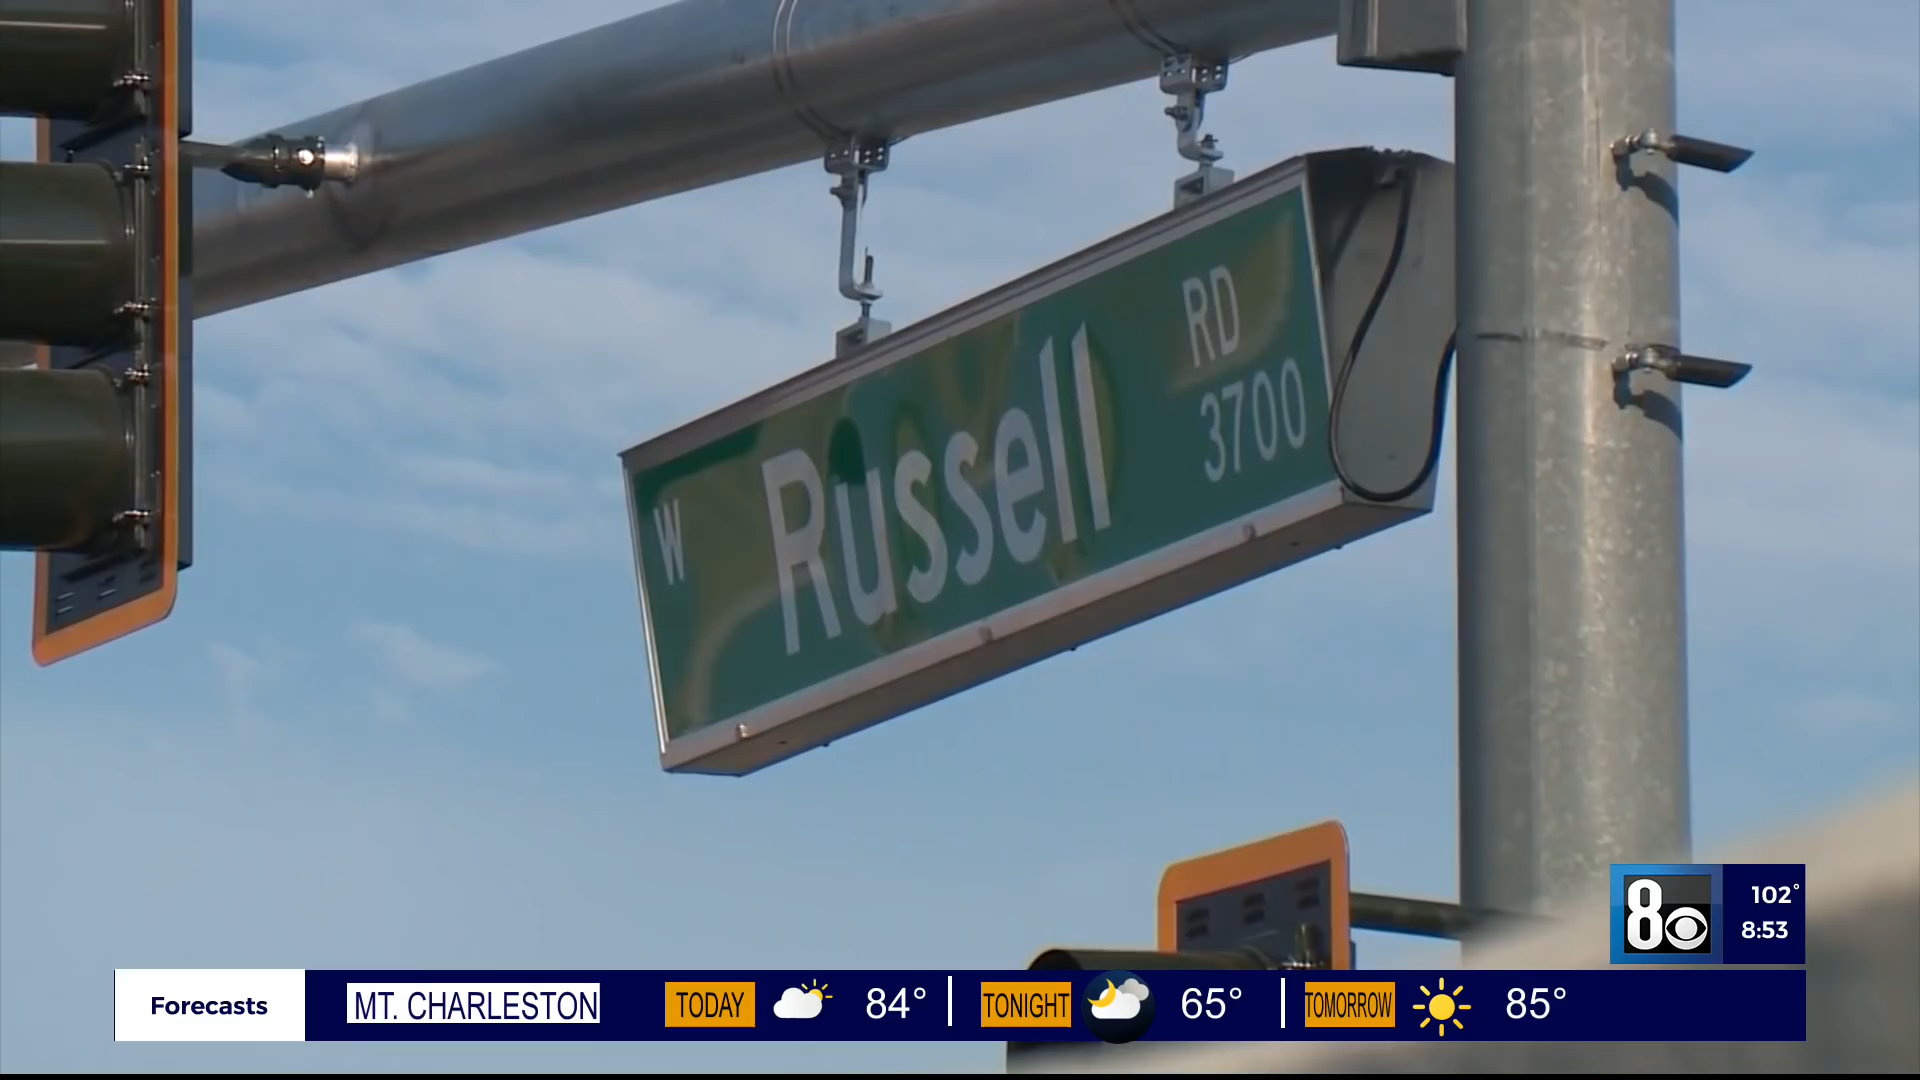 W Russell RD
3700
8
102°
8:53
Forecasts
MT. CHARLESTON
TODAY 84°
TONIGHT 65°
TOMORROW 85°